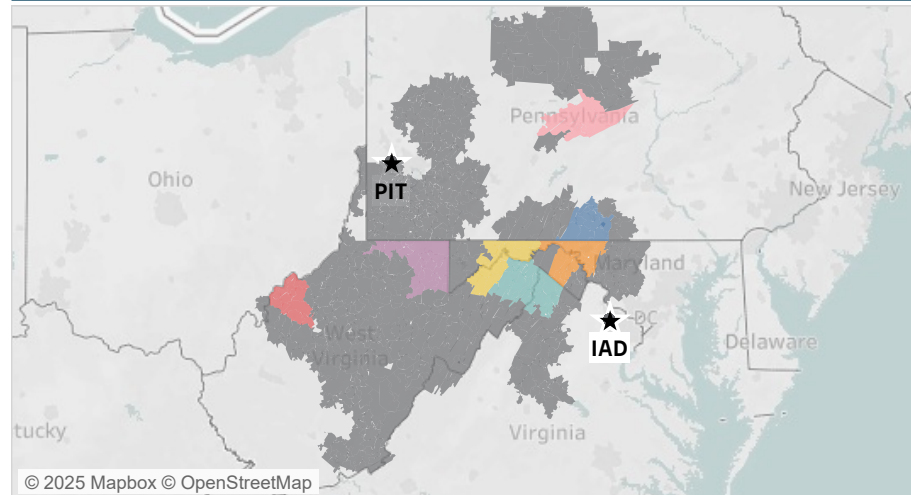 Pennsylvania
PIT
Ohio
New Jersey
Maryland
DC
IAD
West
Virginia
Delaware
tucky
Virginia
© 2025 Mapbox © OpenStreetMap